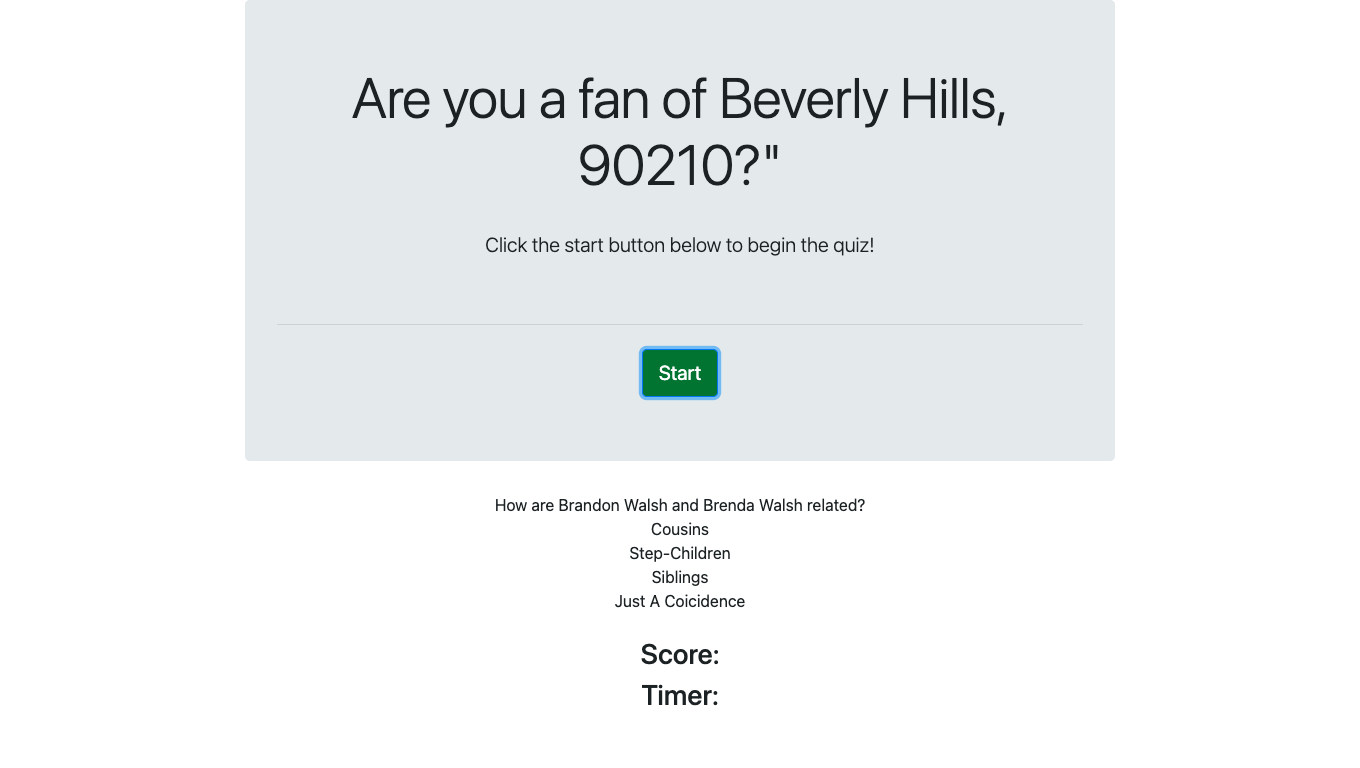 Are you a fan of Beverly Hills,
90210?"
Click the start button below to begin the quiz!
Start
How are Brandon Walsh and Brenda Walsh related?
Cousins
Step-Children
Siblings
Just A Coicidence
Score:
Timer: